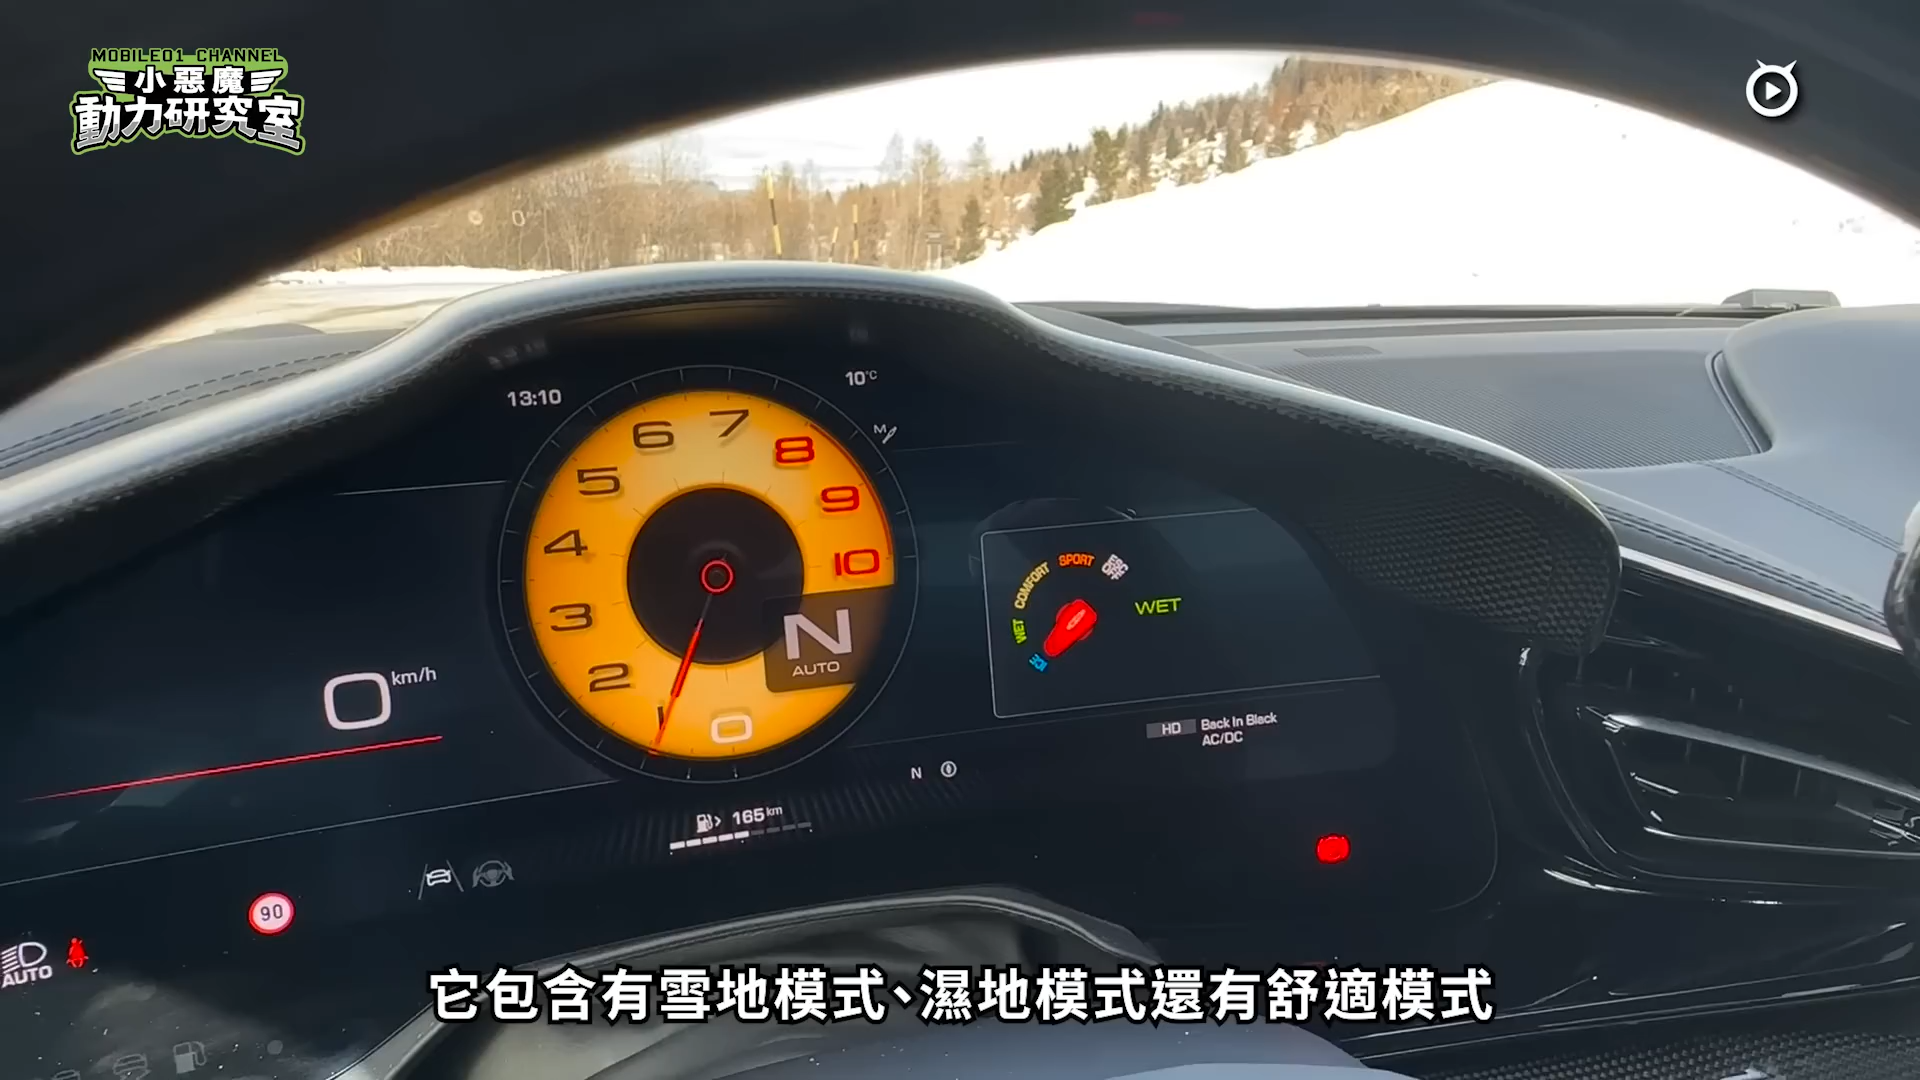 MOBILE01 CHANNEL
小惡魔
動力研究室
13:10
10°C
M
7
6
8
5
9
4
10
3
2
1
0
N
AUTO
0 km/h
SPORT
ESC OFF
COMFORT
WET
ICE
WET
HD
Back In Black
AC/DC
N
165 km
90
AUTO
它包含有雪地模式、濕地模式還有舒適模式